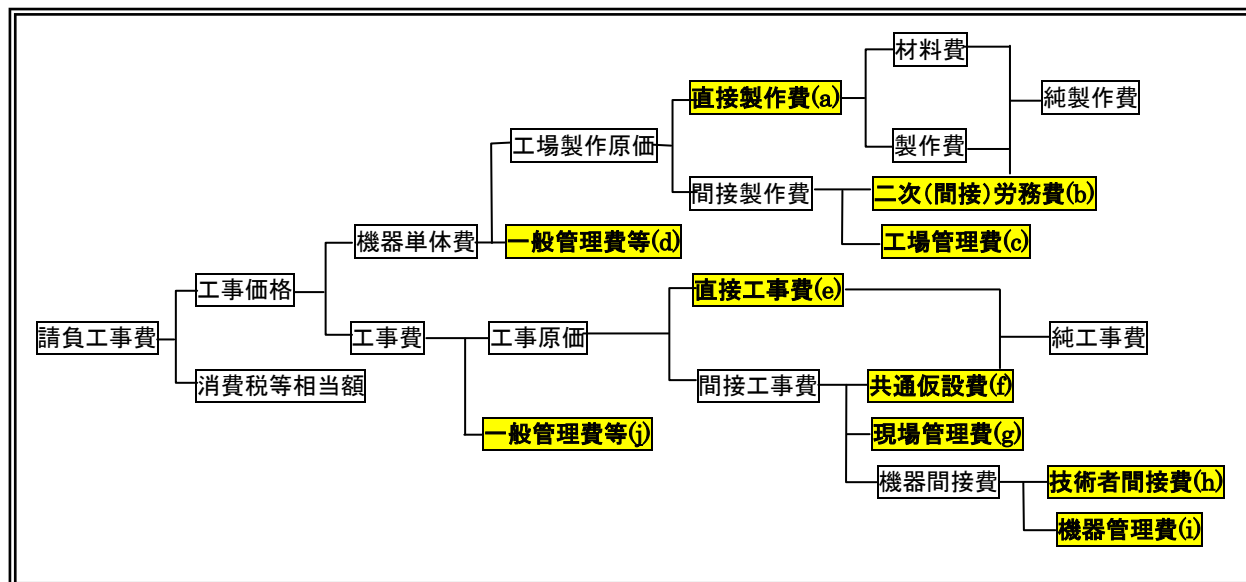 材料費
直接製作費(a)
純製作費
工場製作原価
製作費
間接製作費
二次(間接)労務費(b)
機器単体費
一般管理費等(d)
工場管理費(c)
工事価格
直接工事費(e)
請負工事費
工事費
工事原価
純工事費
消費税等相当額
間接工事費
共通仮設費(f)
一般管理費等(j)
現場管理費(g)
機器間接費
技術者間接費(h)
機器管理費(i)